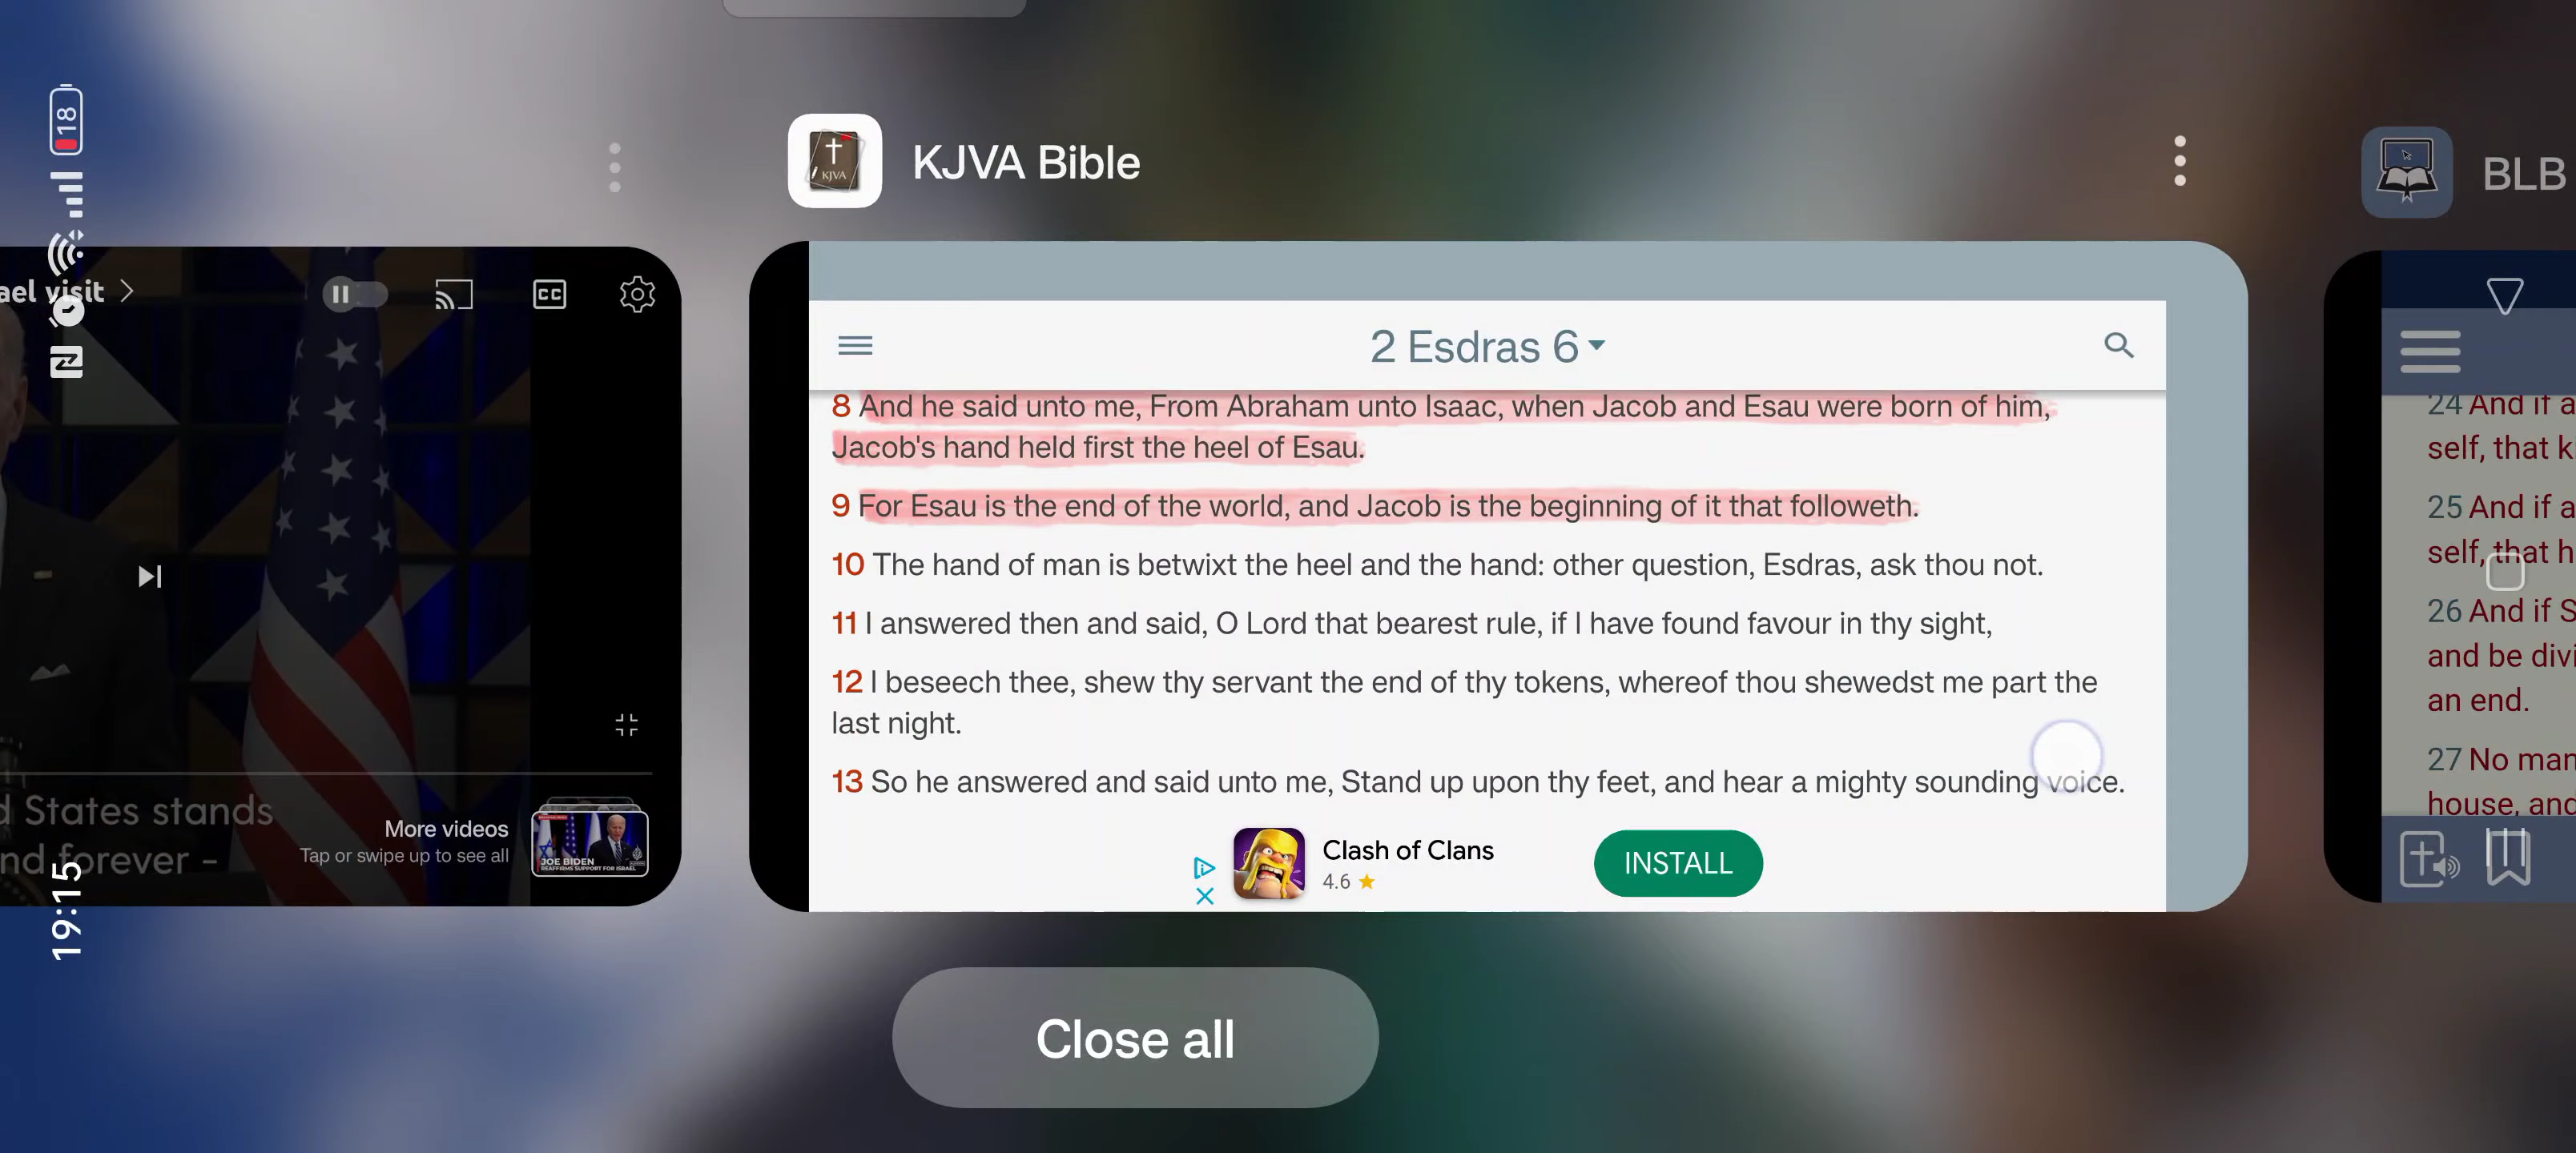 18
19:15
ael visit
CC
d States stands
nd forever -
More videos
Tap or swipe up to see all
JOE BIDEN
REAFFIRMS SUPPORT FOR ISRAEL
KJVA
KJVA Bible
2 Esdras 6
8 And he said unto me, From Abraham unto Isaac, when Jacob and Esau were born of him,
Jacob's hand held first the heel of Esau.
9 For Esau is the end of the world, and Jacob is the beginning of it that followeth.
10 The hand of man is betwixt the heel and the hand: other question, Esdras, ask thou not.
11 I answered then and said, O Lord that bearest rule, if I have found favour in thy sight,
12 I beseech thee, shew thy servant the end of thy tokens, whereof thou shewedst me part the
last night.
13 So he answered and said unto me, Stand up upon thy feet, and hear a mighty sounding voice.
Clash of Clans
4.6
INSTALL
Close all
BLB
24 And if a
self, that k
25 And if a
self, that h
26 And if S
and be divi
an end.
27 No man
house, and